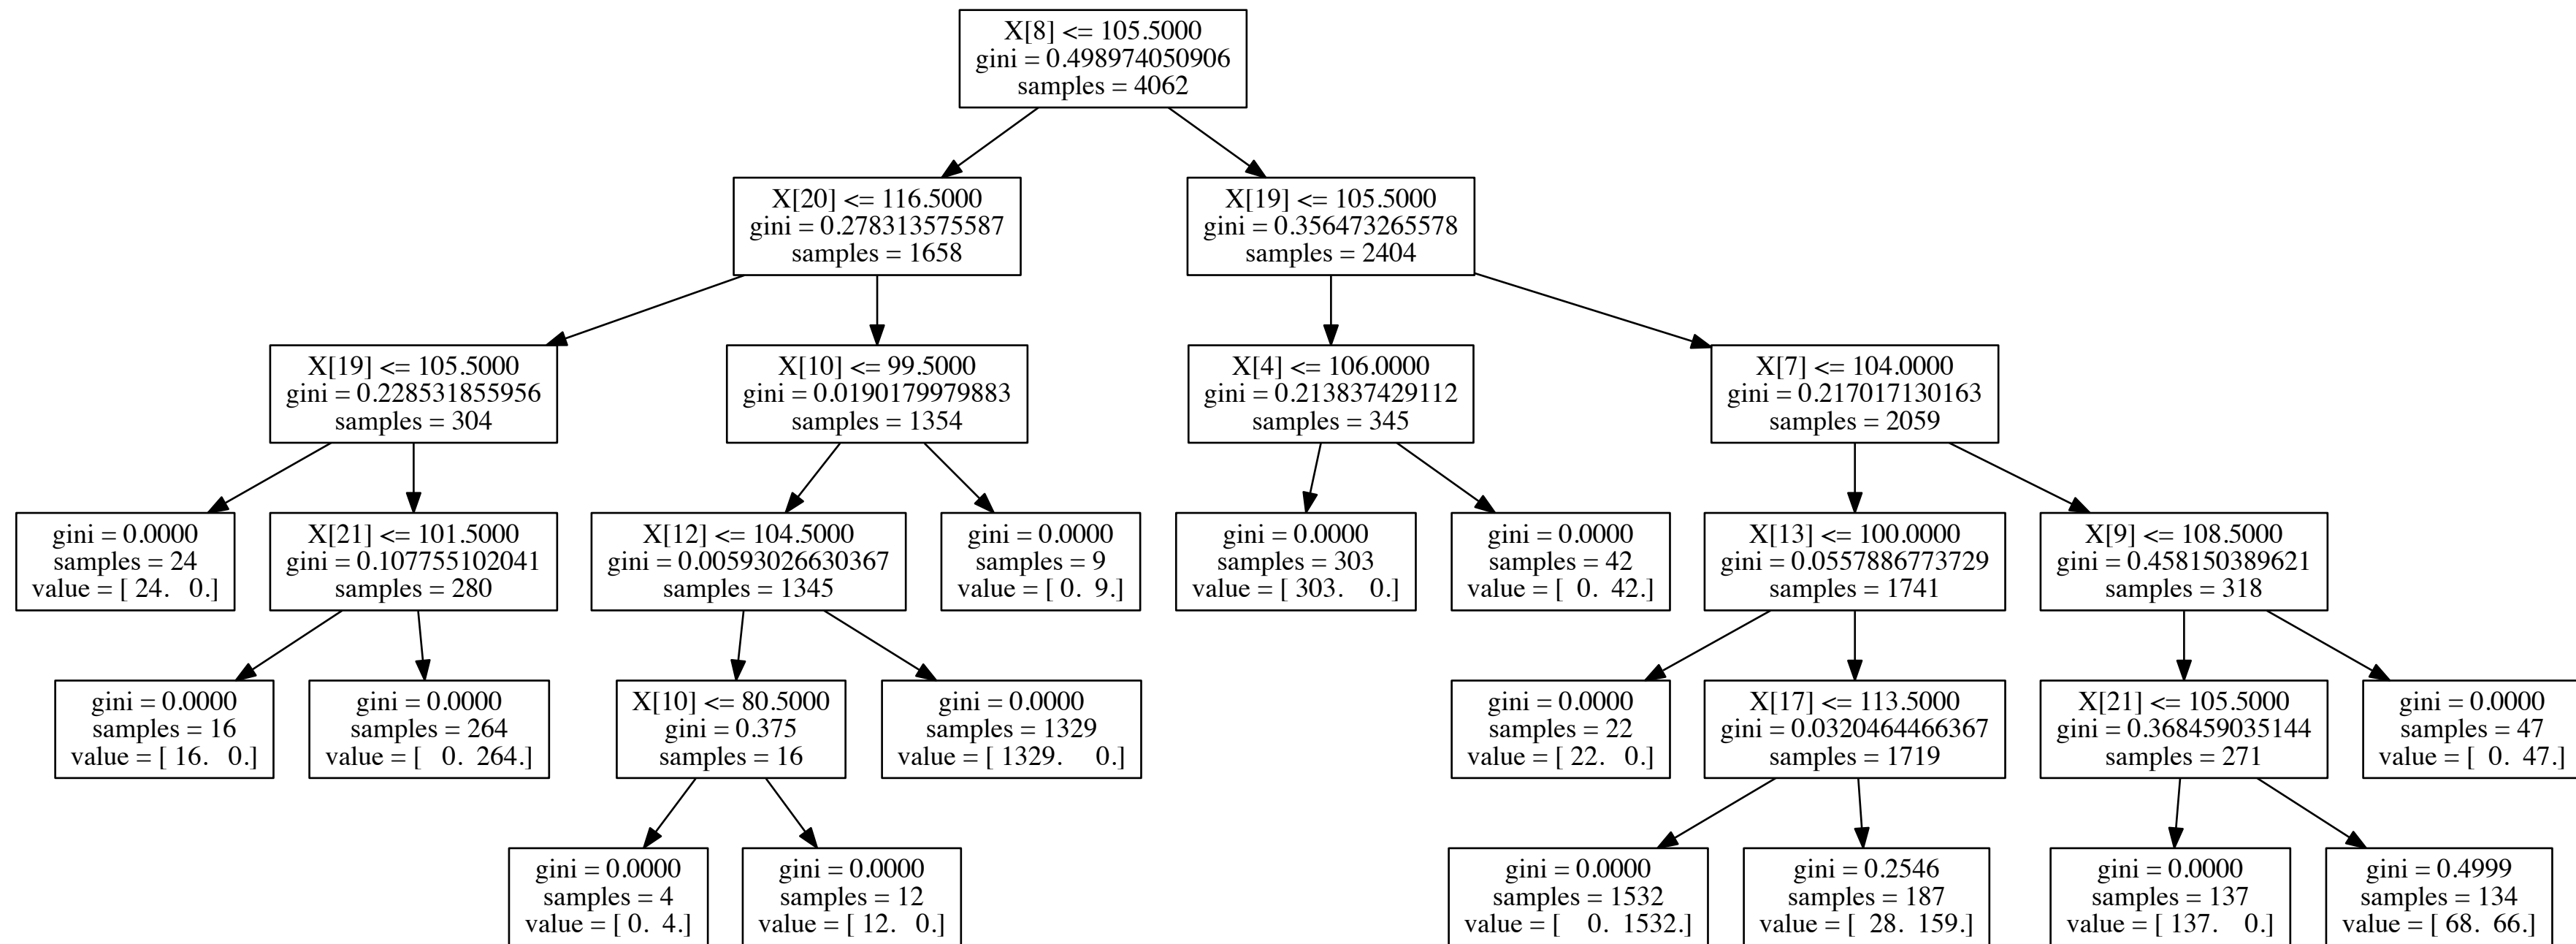 X[8] <= 105.5000
gini = 0.498974050906
samples = 4062
X[20] <= 116.5000
gini = 0.278313575587
samples = 1658
X[19] <= 105.5000
gini = 0.356473265578
samples = 2404
X[19] <= 105.5000
gini = 0.228531855956
samples = 304
X[10] <= 99.5000
gini = 0.0190179979883
samples = 1354
X[4] <= 106.0000
gini = 0.213837429112
samples = 345
X[7] <= 104.0000
gini = 0.217017130163
samples = 2059
gini = 0.0000
samples = 24
value = [ 24.   0.]
X[21] <= 101.5000
gini = 0.107755102041
samples = 280
X[12] <= 104.5000
gini = 0.00593026630367
samples = 1345
gini = 0.0000
samples = 9
value = [ 0.  9.]
gini = 0.0000
samples = 303
value = [ 303.    0.]
gini = 0.0000
samples = 42
value = [  0.  42.]
X[13] <= 100.0000
gini = 0.0557886773729
samples = 1741
X[9] <= 108.5000
gini = 0.458150389621
samples = 318
gini = 0.0000
samples = 16
value = [ 16.   0.]
gini = 0.0000
samples = 264
value = [   0.  264.]
X[10] <= 80.5000
gini = 0.375
samples = 16
gini = 0.0000
samples = 1329
value = [ 1329.     0.]
gini = 0.0000
samples = 22
value = [ 22.   0.]
X[17] <= 113.5000
gini = 0.0320464466367
samples = 1719
X[21] <= 105.5000
gini = 0.368459035144
samples = 271
gini = 0.0000
samples = 47
value = [  0.  47.]
gini = 0.0000
samples = 4
value = [ 0.  4.]
gini = 0.0000
samples = 12
value = [ 12.   0.]
gini = 0.0000
samples = 1532
value = [    0.  1532.]
gini = 0.2546
samples = 187
value = [  28.  159.]
gini = 0.0000
samples = 137
value = [ 137.    0.]
gini = 0.4999
samples = 134
value = [ 68.  66.]